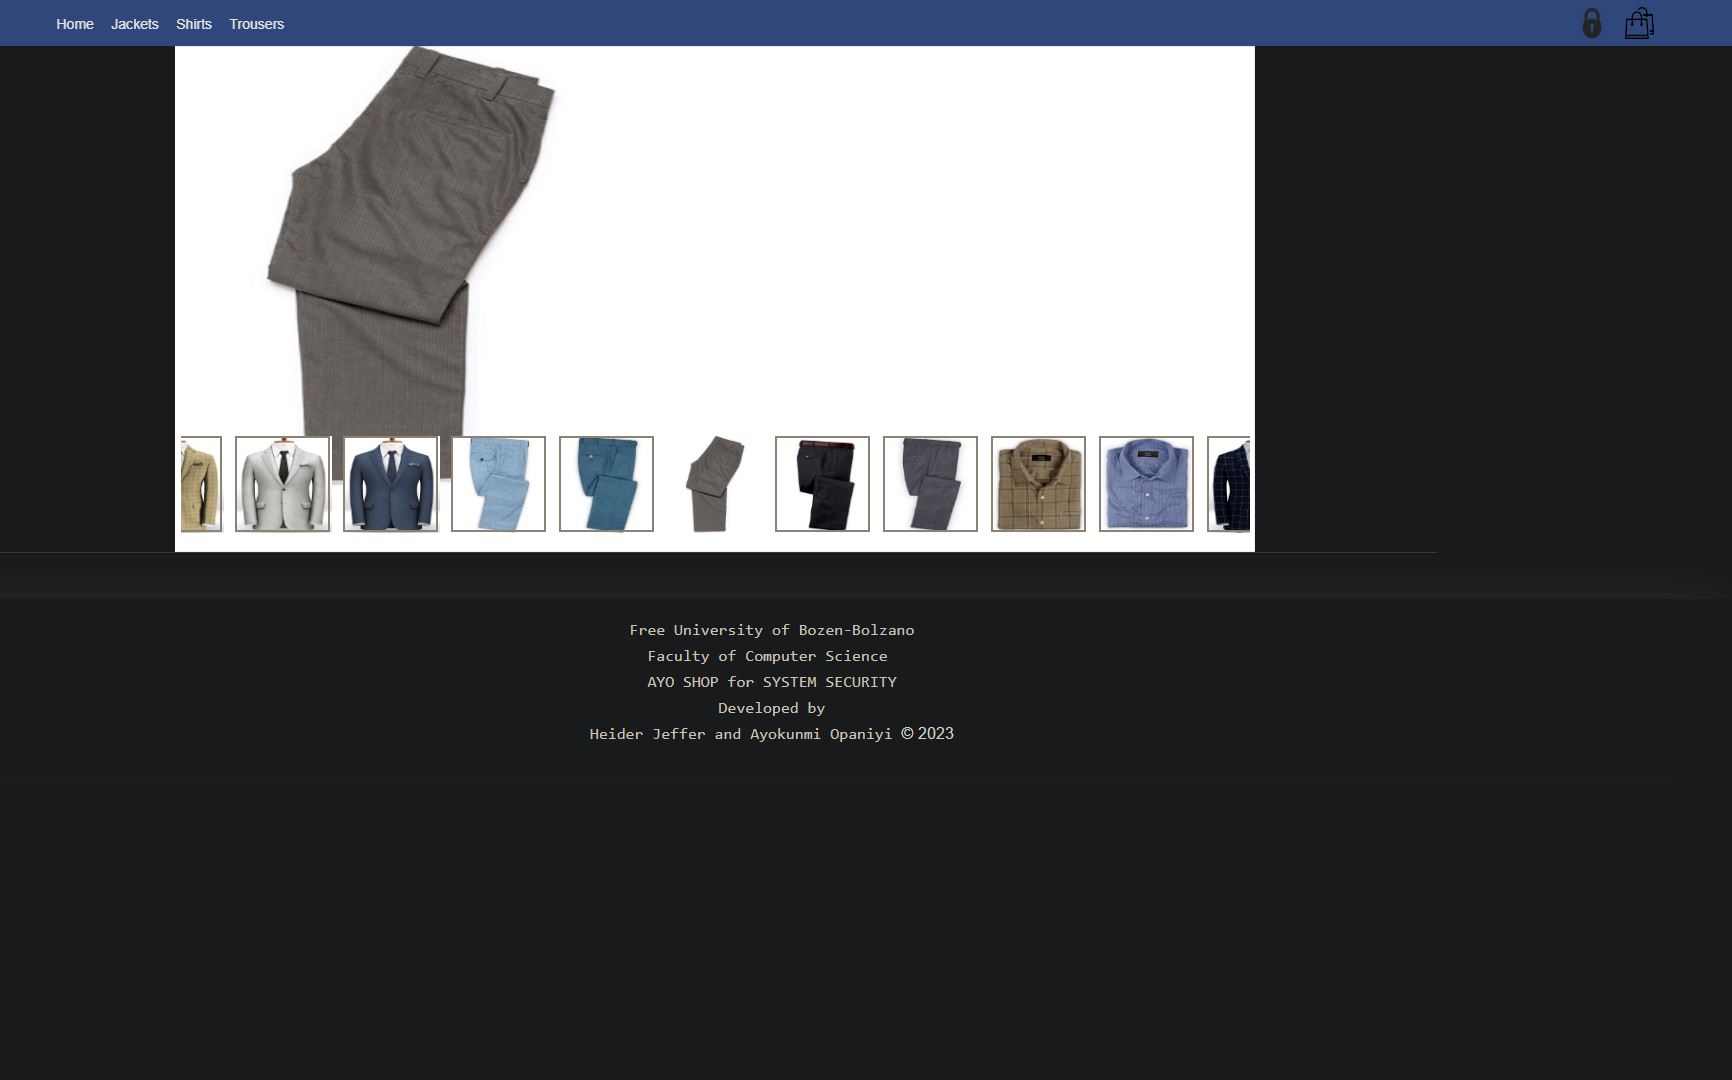 Home Jackets Shirts Trousers
Free University of Bozen-Bolzano
Faculty of Computer Science
AYO SHOP for SYSTEM SECURITY
Developed by
Heider Jeffer and Ayokunmi Opaniyi © 2023